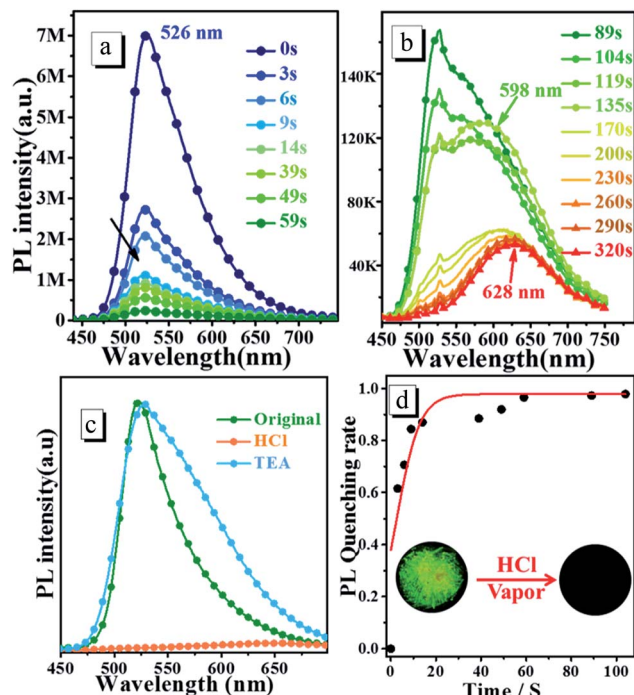 a
526 nm
0s
3s
6s
9s
14s
39s
49s
59s
7M
6M
5M
4M
3M
2M
1M
0
PL intensity(a.u.)
450 500 550 600 650 700
Wavelength(nm)
b
89s
104s
119s
135s
170s
200s
230s
260s
290s
320s
598 nm
628 nm
140K
120K
80K
40K
450 500 550 600 650 700 750
Wavelength(nm)
c
Original
HCl
TEA
PL intensity(a.u)
450 500 550 600 650
Wavelength(nm)
d
1.0
0.8
0.6
0.4
0.2
0.0
PL Quenching rate
HCl
Vapor
0 20 40 60 80 100
Time / S